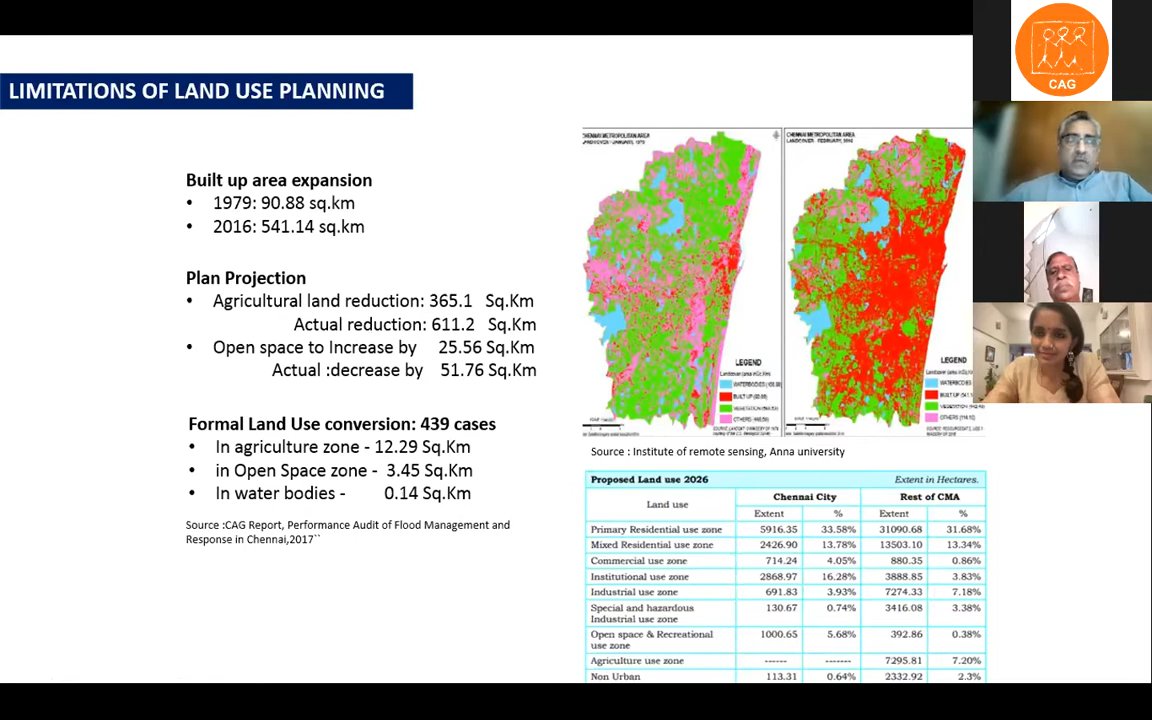 LIMITATIONS OF LAND USE PLANNING
Built up area expansion
• 1979: 90.88 sq.km
• 2016: 541.14 sq.km
Plan Projection
• Agricultural land reduction: 365.1 Sq.Km
Actual reduction: 611.2 Sq.Km
• Open space to Increase by 25.56 Sq.Km
Actual :decrease by 51.76 Sq.Km
Formal Land Use conversion: 439 cases
• In agriculture zone - 12.29 Sq.Km
• in Open Space zone - 3.45 Sq.Km
• In water bodies - 0.14 Sq.Km
Source :CAG Report, Performance Audit of Flood Management and
Response in Chennai,2017``
CHENNAI METROPOLITAN AREA
LEGEND
WATERBODIES
BUILT UP
VEGETATION
OTHERS
CHENNAI METROPOLITAN AREA
LEGEND
WATERBODIES
BUILT UP
VEGETATION
OTHERS
Source : Institute of remote sensing, Anna university
Proposed Land use 2026 Extent in Hectares.
Land use Chennai City Rest of CMA
Extent % Extent %
Primary Residential use zone 5916.35 33.58% 31090.68 31.68%
Mixed Residential use zone 2426.90 13.78% 13503.10 13.34%
Commercial use zone 714.24 4.05% 880.35 0.86%
Institutional use zone 2868.97 16.28% 3888.85 3.83%
Industrial use zone 691.83 3.93% 7274.33 7.18%
Special and hazardous
Industrial use zone 130.67 0.74% 3416.08 3.38%
Open space & Recreational
use zone 1000.65 5.68% 392.86 0.38%
Agriculture use zone ------ ------- 7295.81 7.20%
Non Urban 113.31 0.64% 2332.92 2.3%
CAG